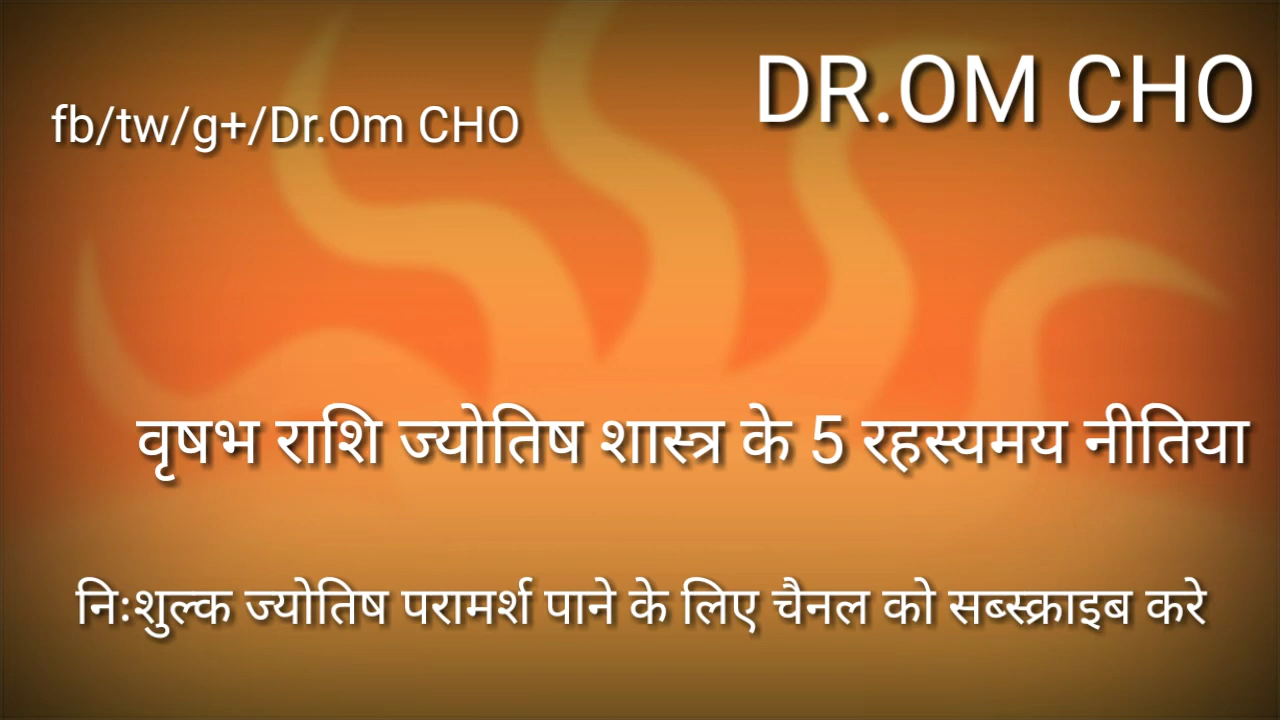 DR.OM CHO
fb/tw/g+/Dr.Om CHO
वृषभ राशि ज्योतिष शास्त्र के 5 रहस्यमय नीतिया
निःशुल्क ज्योतिष परामर्श पाने के लिए चैनल को सब्स्क्राइब करे